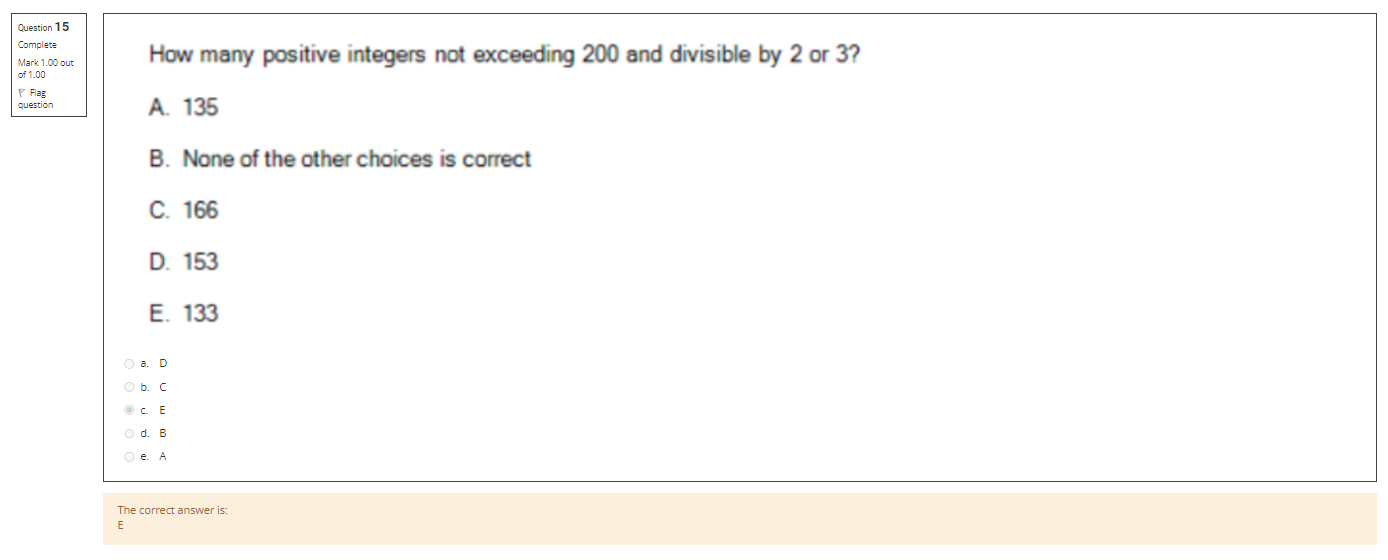 Question 15
Complete
Mark 1.00 out
of 1.00
Flag
question
How many positive integers not exceeding 200 and divisible by 2 or 3?
A. 135
B. None of the other choices is correct
C. 166
D. 153
E. 133
a. D
b. C
c. E
d. B
e. A
The correct answer is:
E